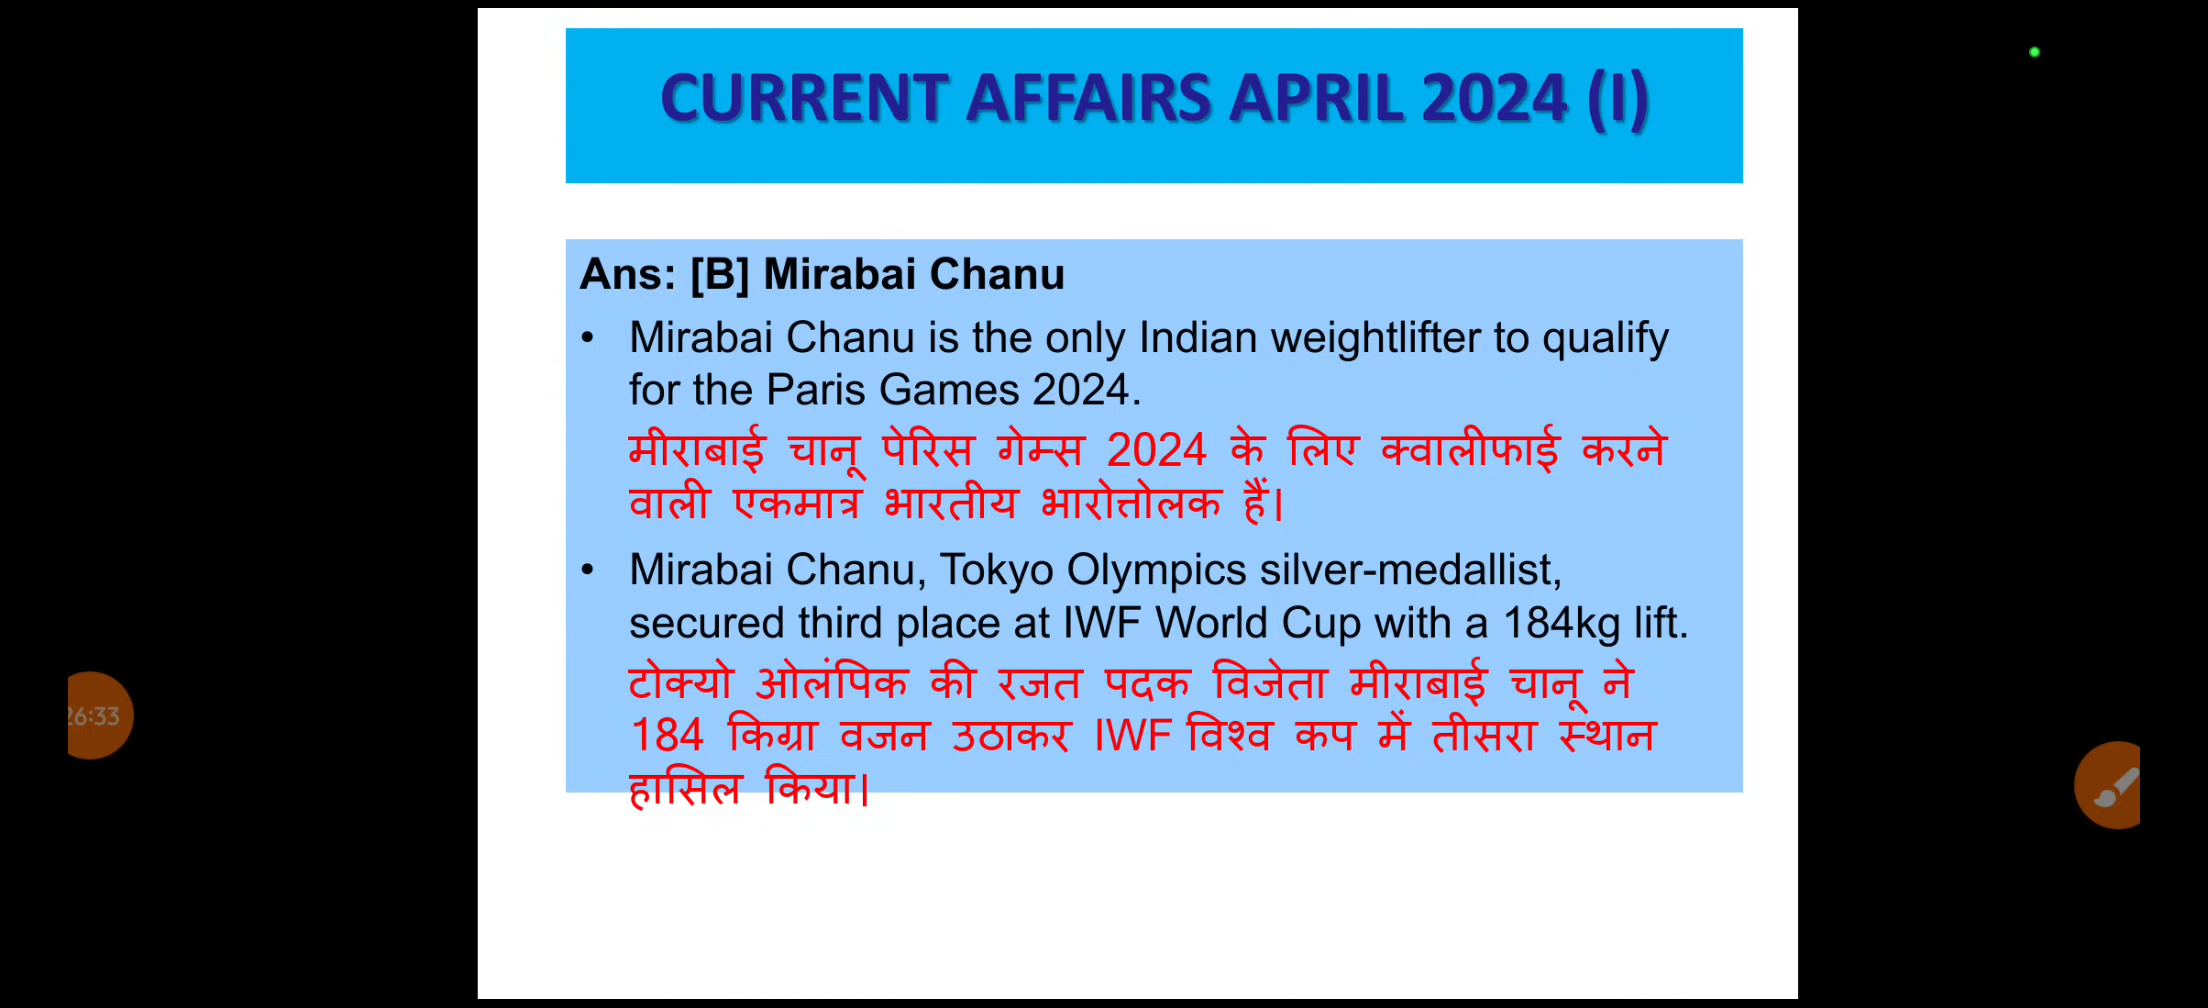 CURRENT AFFAIRS APRIL 2024 (I)
Ans: [B] Mirabai Chanu
• Mirabai Chanu is the only Indian weightlifter to qualify
for the Paris Games 2024.
मीराबाई चानू पेरिस गेम्स 2024 के लिए क्वालीफाई करने
वाली एकमात्र भारतीय भारोत्तोलक हैं।
• Mirabai Chanu, Tokyo Olympics silver-medallist,
secured third place at IWF World Cup with a 184kg lift.
टोक्यो ओलंपिक की रजत पदक विजेता मीराबाई चानू ने
184 किग्रा वजन उठाकर IWF विश्व कप में तीसरा स्थान
हासिल किया।
26:33